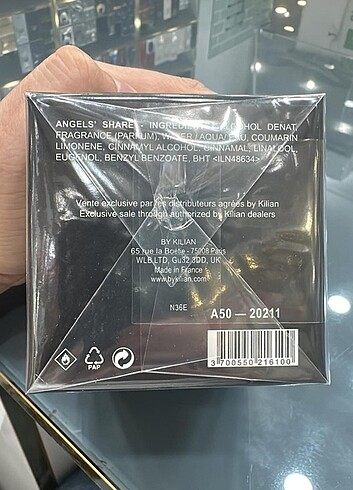 ANGELS' SHARE - INGREDIENTS: ALCOHOL DENAT,
FRAGRANCE (PARFUM), WATER / AQUA/ EAU, COUMARIN,
LIMONENE, CINNAMYL ALCOHOL, CINNAMAL, LINALOOL,
EUGENOL, BENZYL BENZOATE, BHT <ILN48634>
Vente exclusive par les distributeurs agréés by Kilian
Exclusive sale through authorized by Kilian dealers
BY KILIAN
65 rue la Boétie - 75008 Paris
WLB LTD, Gu32 3DD, UK
Made in France
www.bykilian.com
N36E
A50 — 20211
PAP
3 700550 216100